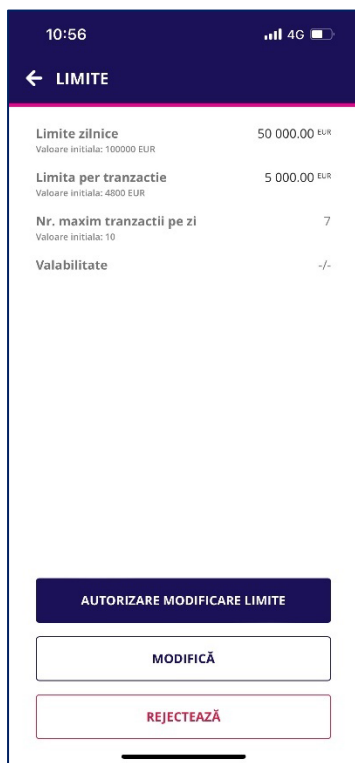 10:56 4G
← LIMITE
Limite zilnice 50 000.00 EUR
Valoare initiala: 100000 EUR
Limita per tranzactie 5 000.00 EUR
Valoare initiala: 4800 EUR
Nr. maxim tranzactii pe zi 7
Valoare initiala: 10
Valabilitate -/-
AUTORIZARE MODIFICARE LIMITE
MODIFICĂ
REJECTEAZĂ